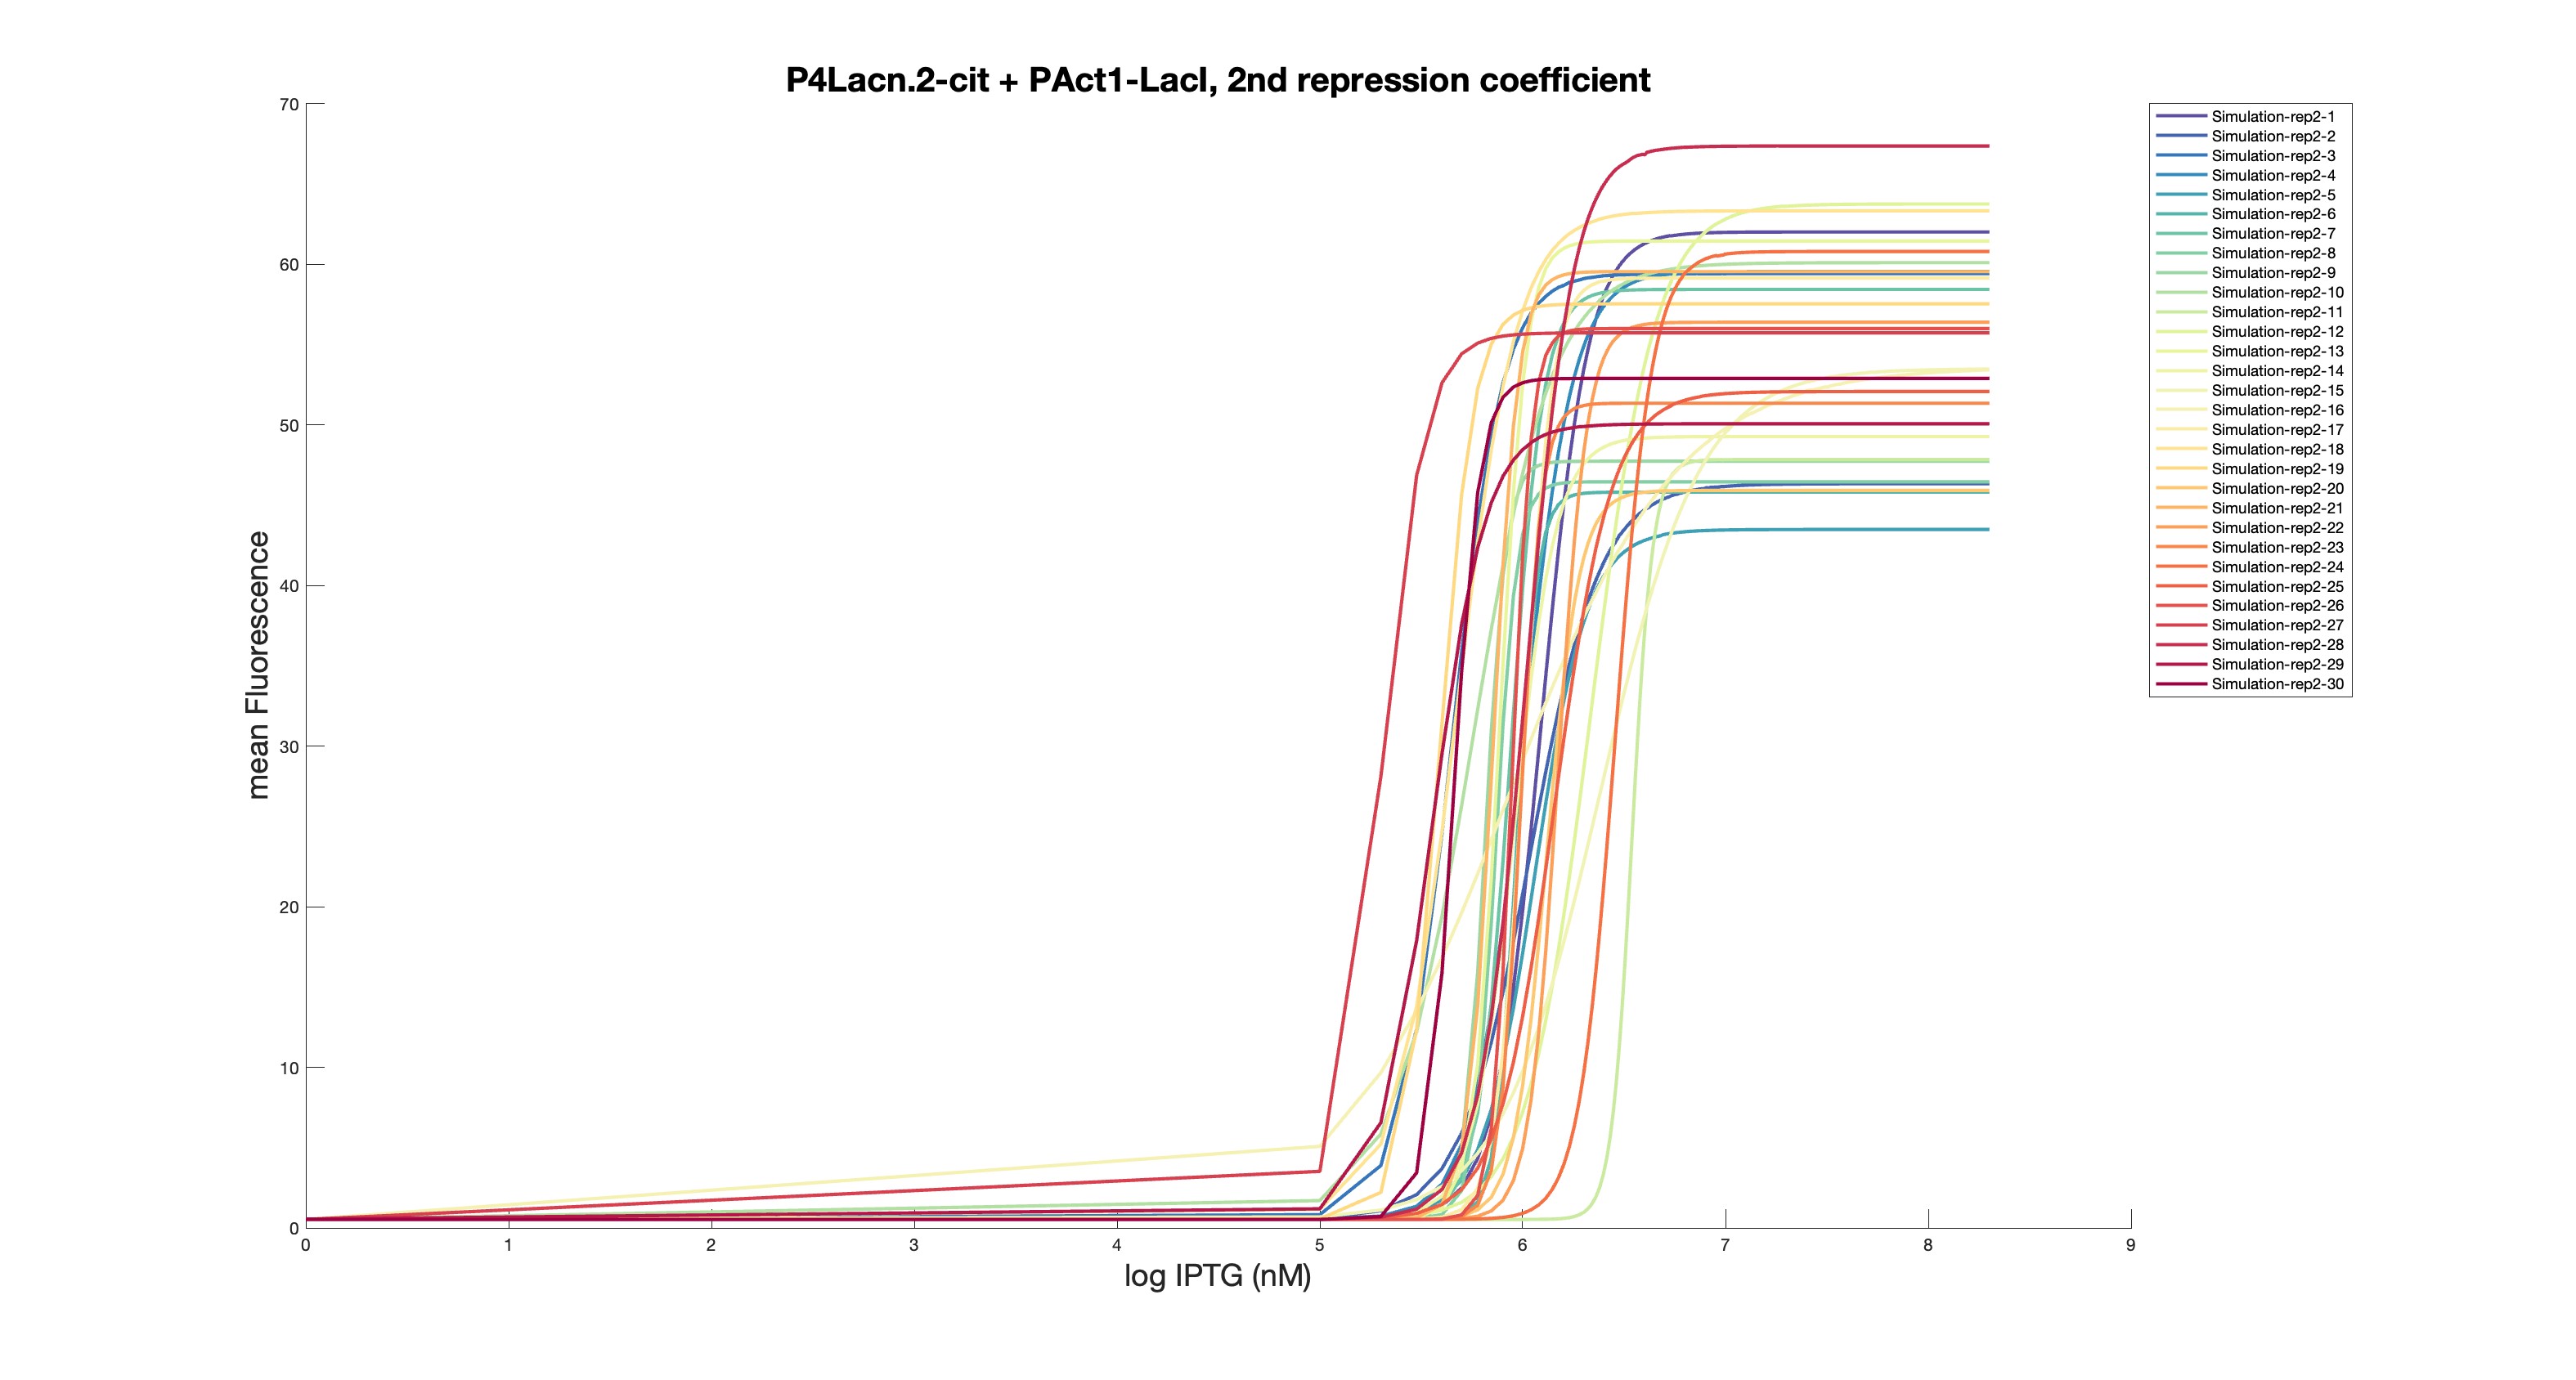 P4Lacn.2-cit + PAct1-LacI, 2nd repression coefficient
70
60
50
40
30
20
10
0
mean Fluorescence
0 1 2 3 4 5 6 7 8 9
log IPTG (nM)
Simulation-rep2-1
Simulation-rep2-2
Simulation-rep2-3
Simulation-rep2-4
Simulation-rep2-5
Simulation-rep2-6
Simulation-rep2-7
Simulation-rep2-8
Simulation-rep2-9
Simulation-rep2-10
Simulation-rep2-11
Simulation-rep2-12
Simulation-rep2-13
Simulation-rep2-14
Simulation-rep2-15
Simulation-rep2-16
Simulation-rep2-17
Simulation-rep2-18
Simulation-rep2-19
Simulation-rep2-20
Simulation-rep2-21
Simulation-rep2-22
Simulation-rep2-23
Simulation-rep2-24
Simulation-rep2-25
Simulation-rep2-26
Simulation-rep2-27
Simulation-rep2-28
Simulation-rep2-29
Simulation-rep2-30